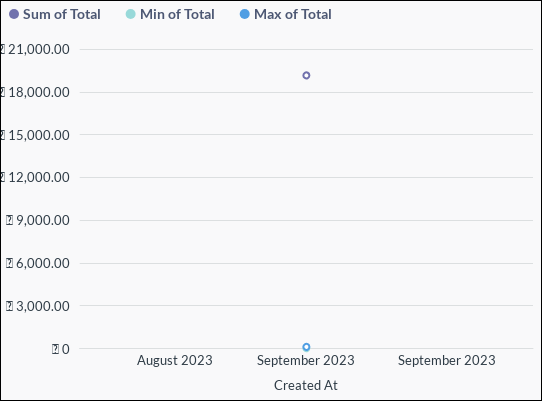 Sum of Total Min of Total Max of Total
21,000.00
18,000.00
15,000.00
12,000.00
9,000.00
6,000.00
3,000.00
0
August 2023 September 2023 September 2023
Created At